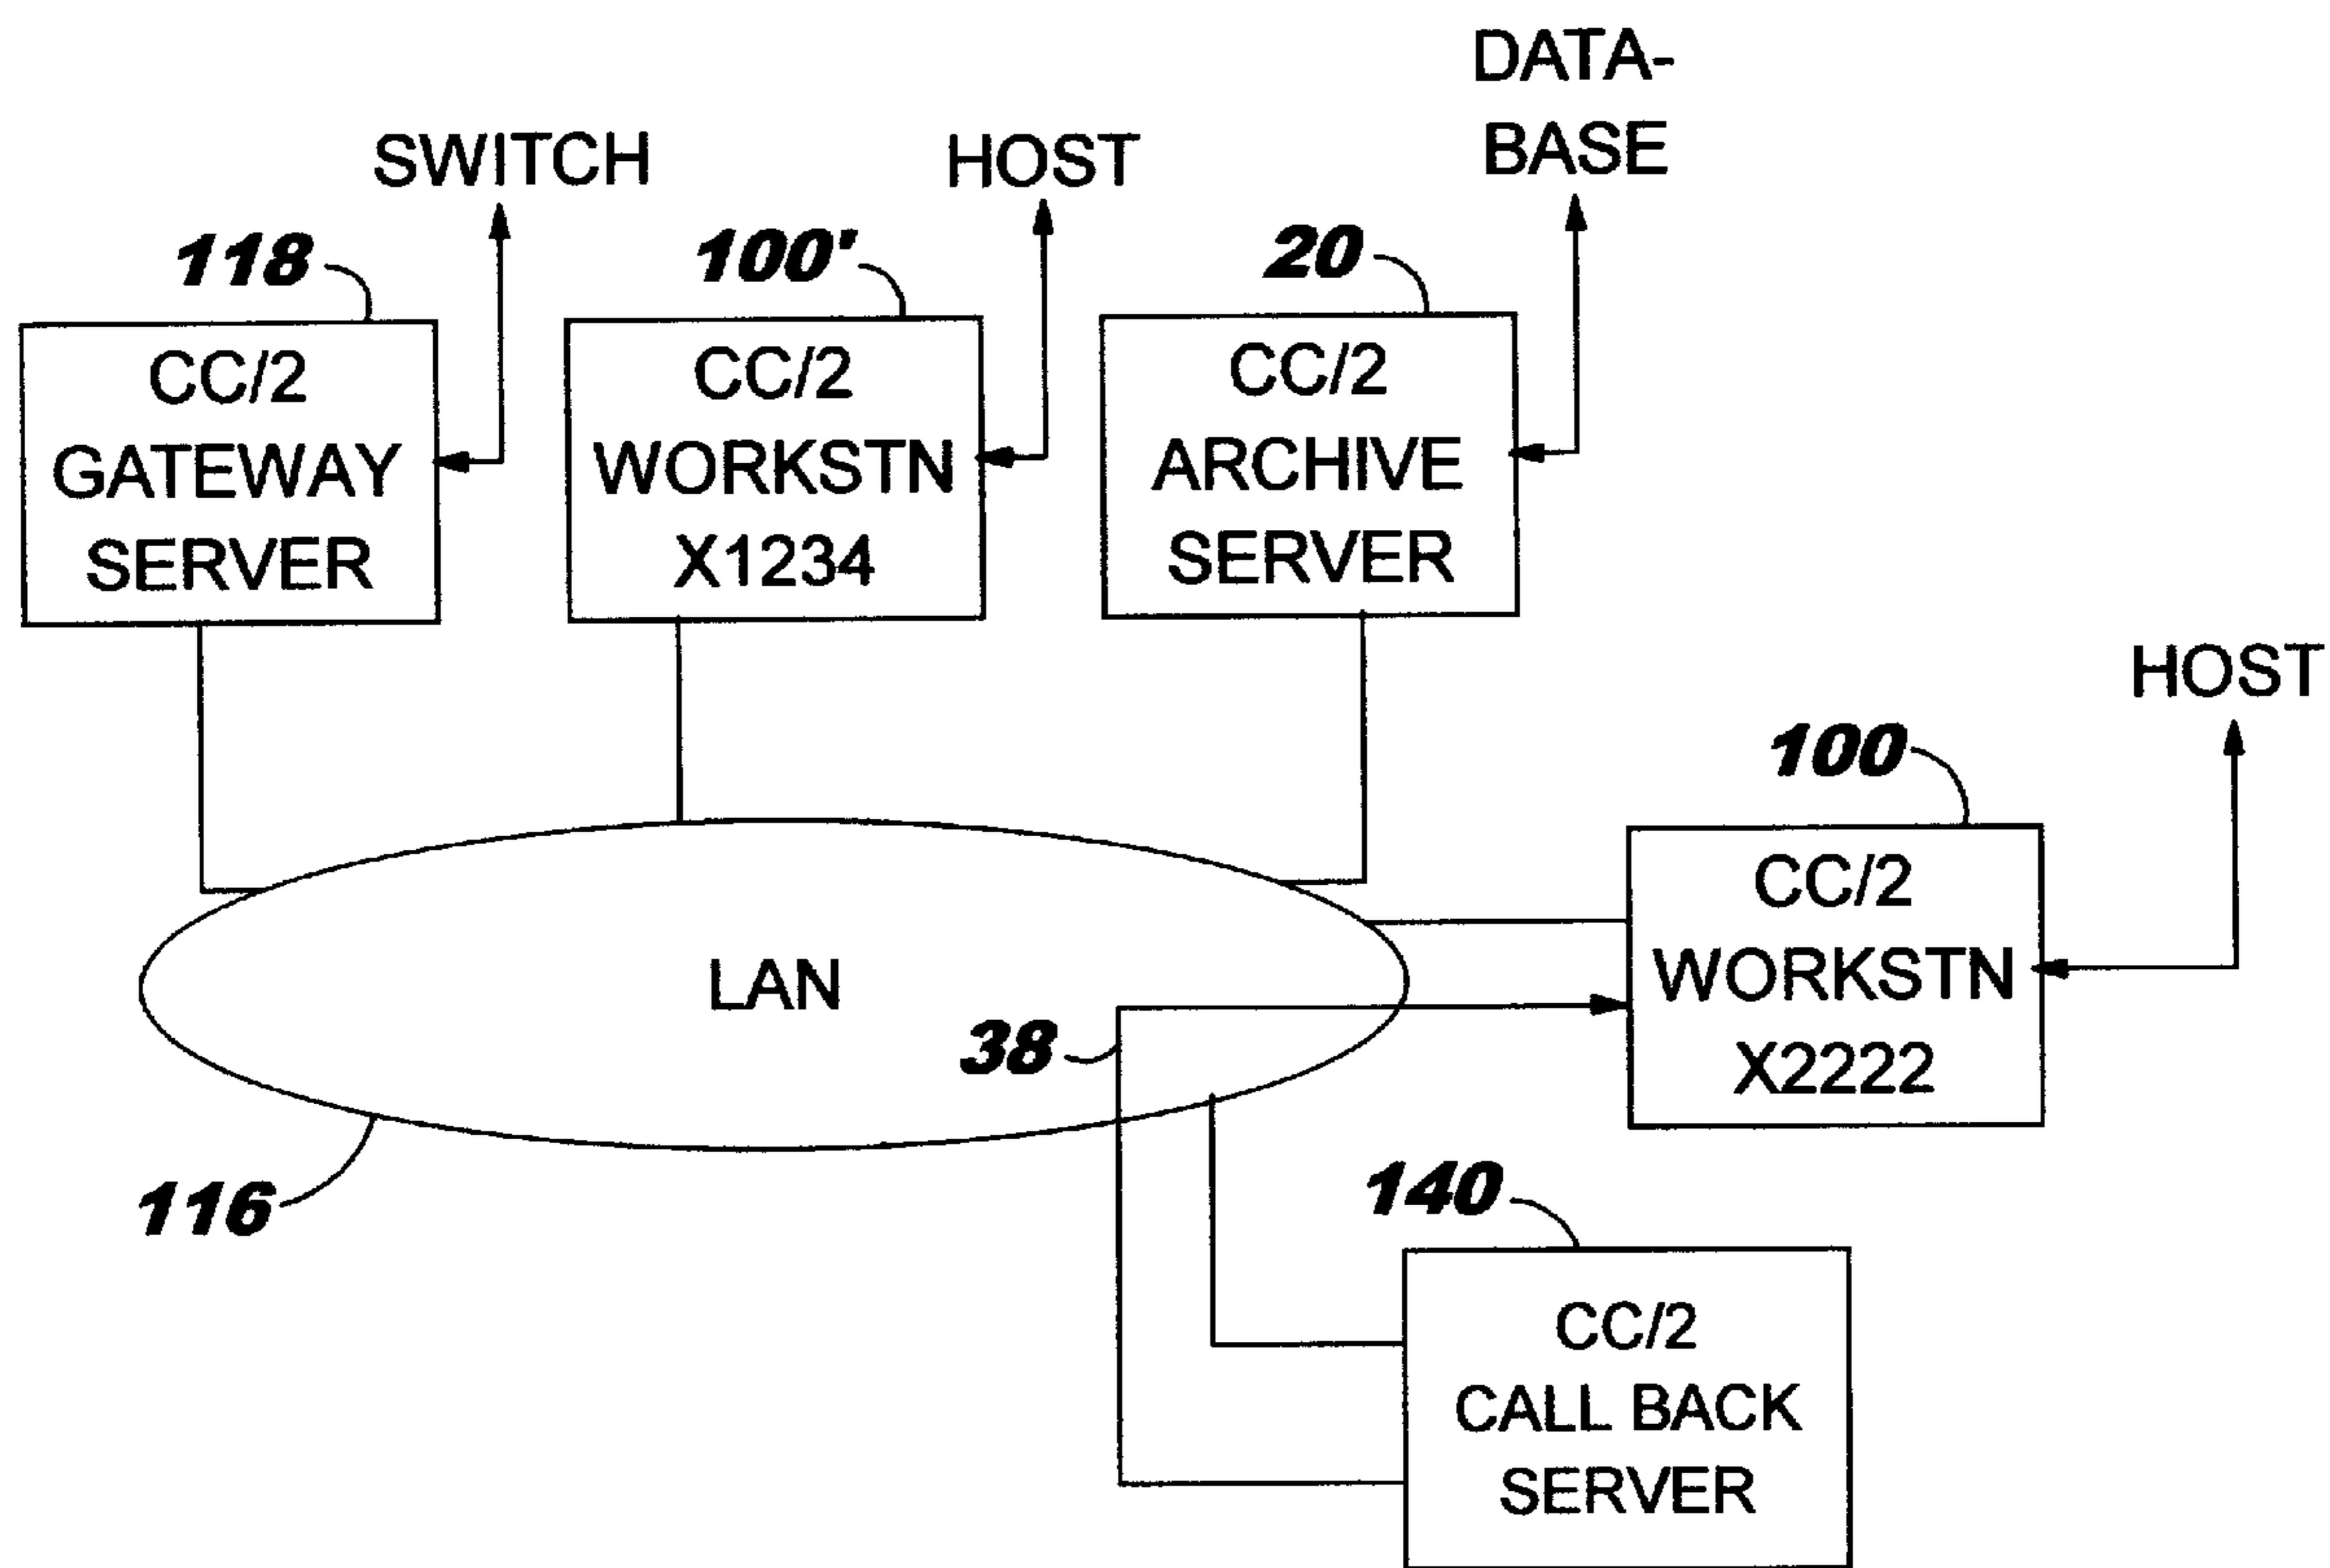 DATA-
BASE
SWITCH
HOST
118
100'
20
CC/2
GATEWAY
SERVER
CC/2
WORKSTN
X1234
CC/2
ARCHIVE
SERVER
HOST
100
CC/2
WORKSTN
X2222
LAN
38
116
140
CC/2
CALL BACK
SERVER